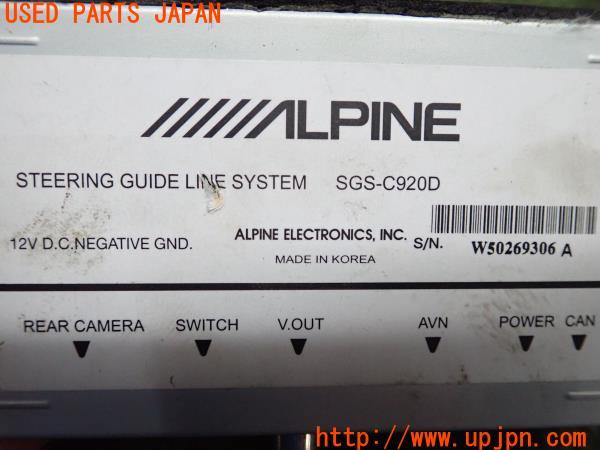 USED PARTS JAPAN
ALPINE
STEERING GUIDE LINE SYSTEM SGS-C920D
12V D.C.NEGATIVE GND. ALPINE ELECTRONICS, INC. S/N. W50269306 A
MADE IN KOREA
REAR CAMERA SWITCH V.OUT AVN POWER CAN
http://www.upjpn.com